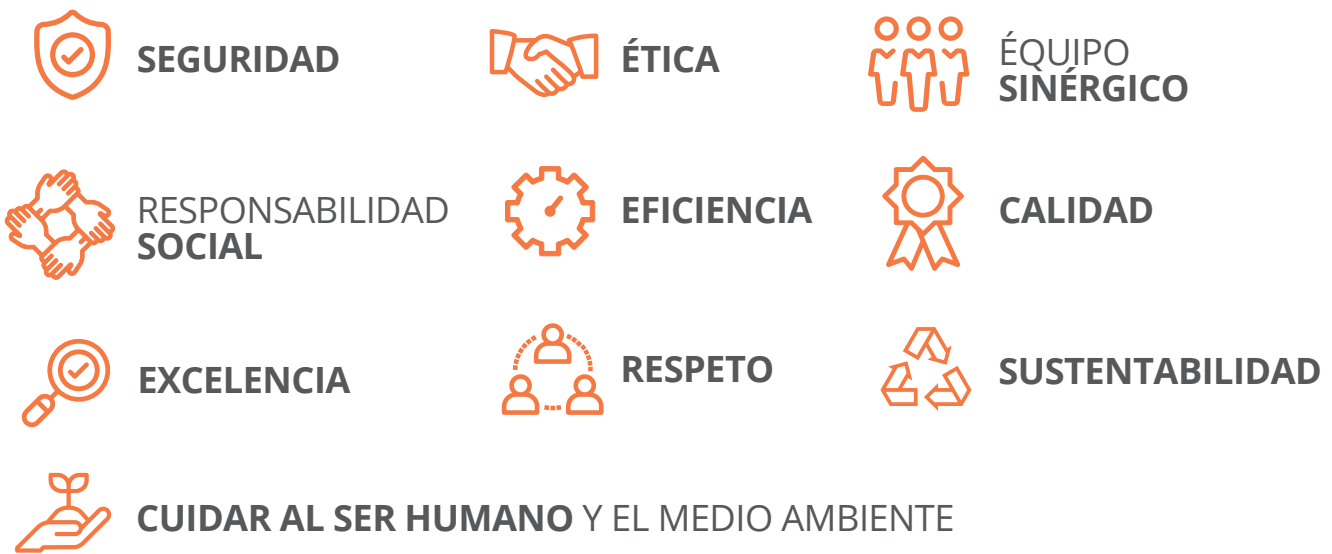 SEGURIDAD
ÉTICA
ÉQUIPO
SINÉRGICO
RESPONSABILIDAD
SOCIAL
EFICIENCIA
CALIDAD
EXCELENCIA
RESPETO
SUSTENTABILIDAD
CUIDAR AL SER HUMANO Y EL MEDIO AMBIENTE